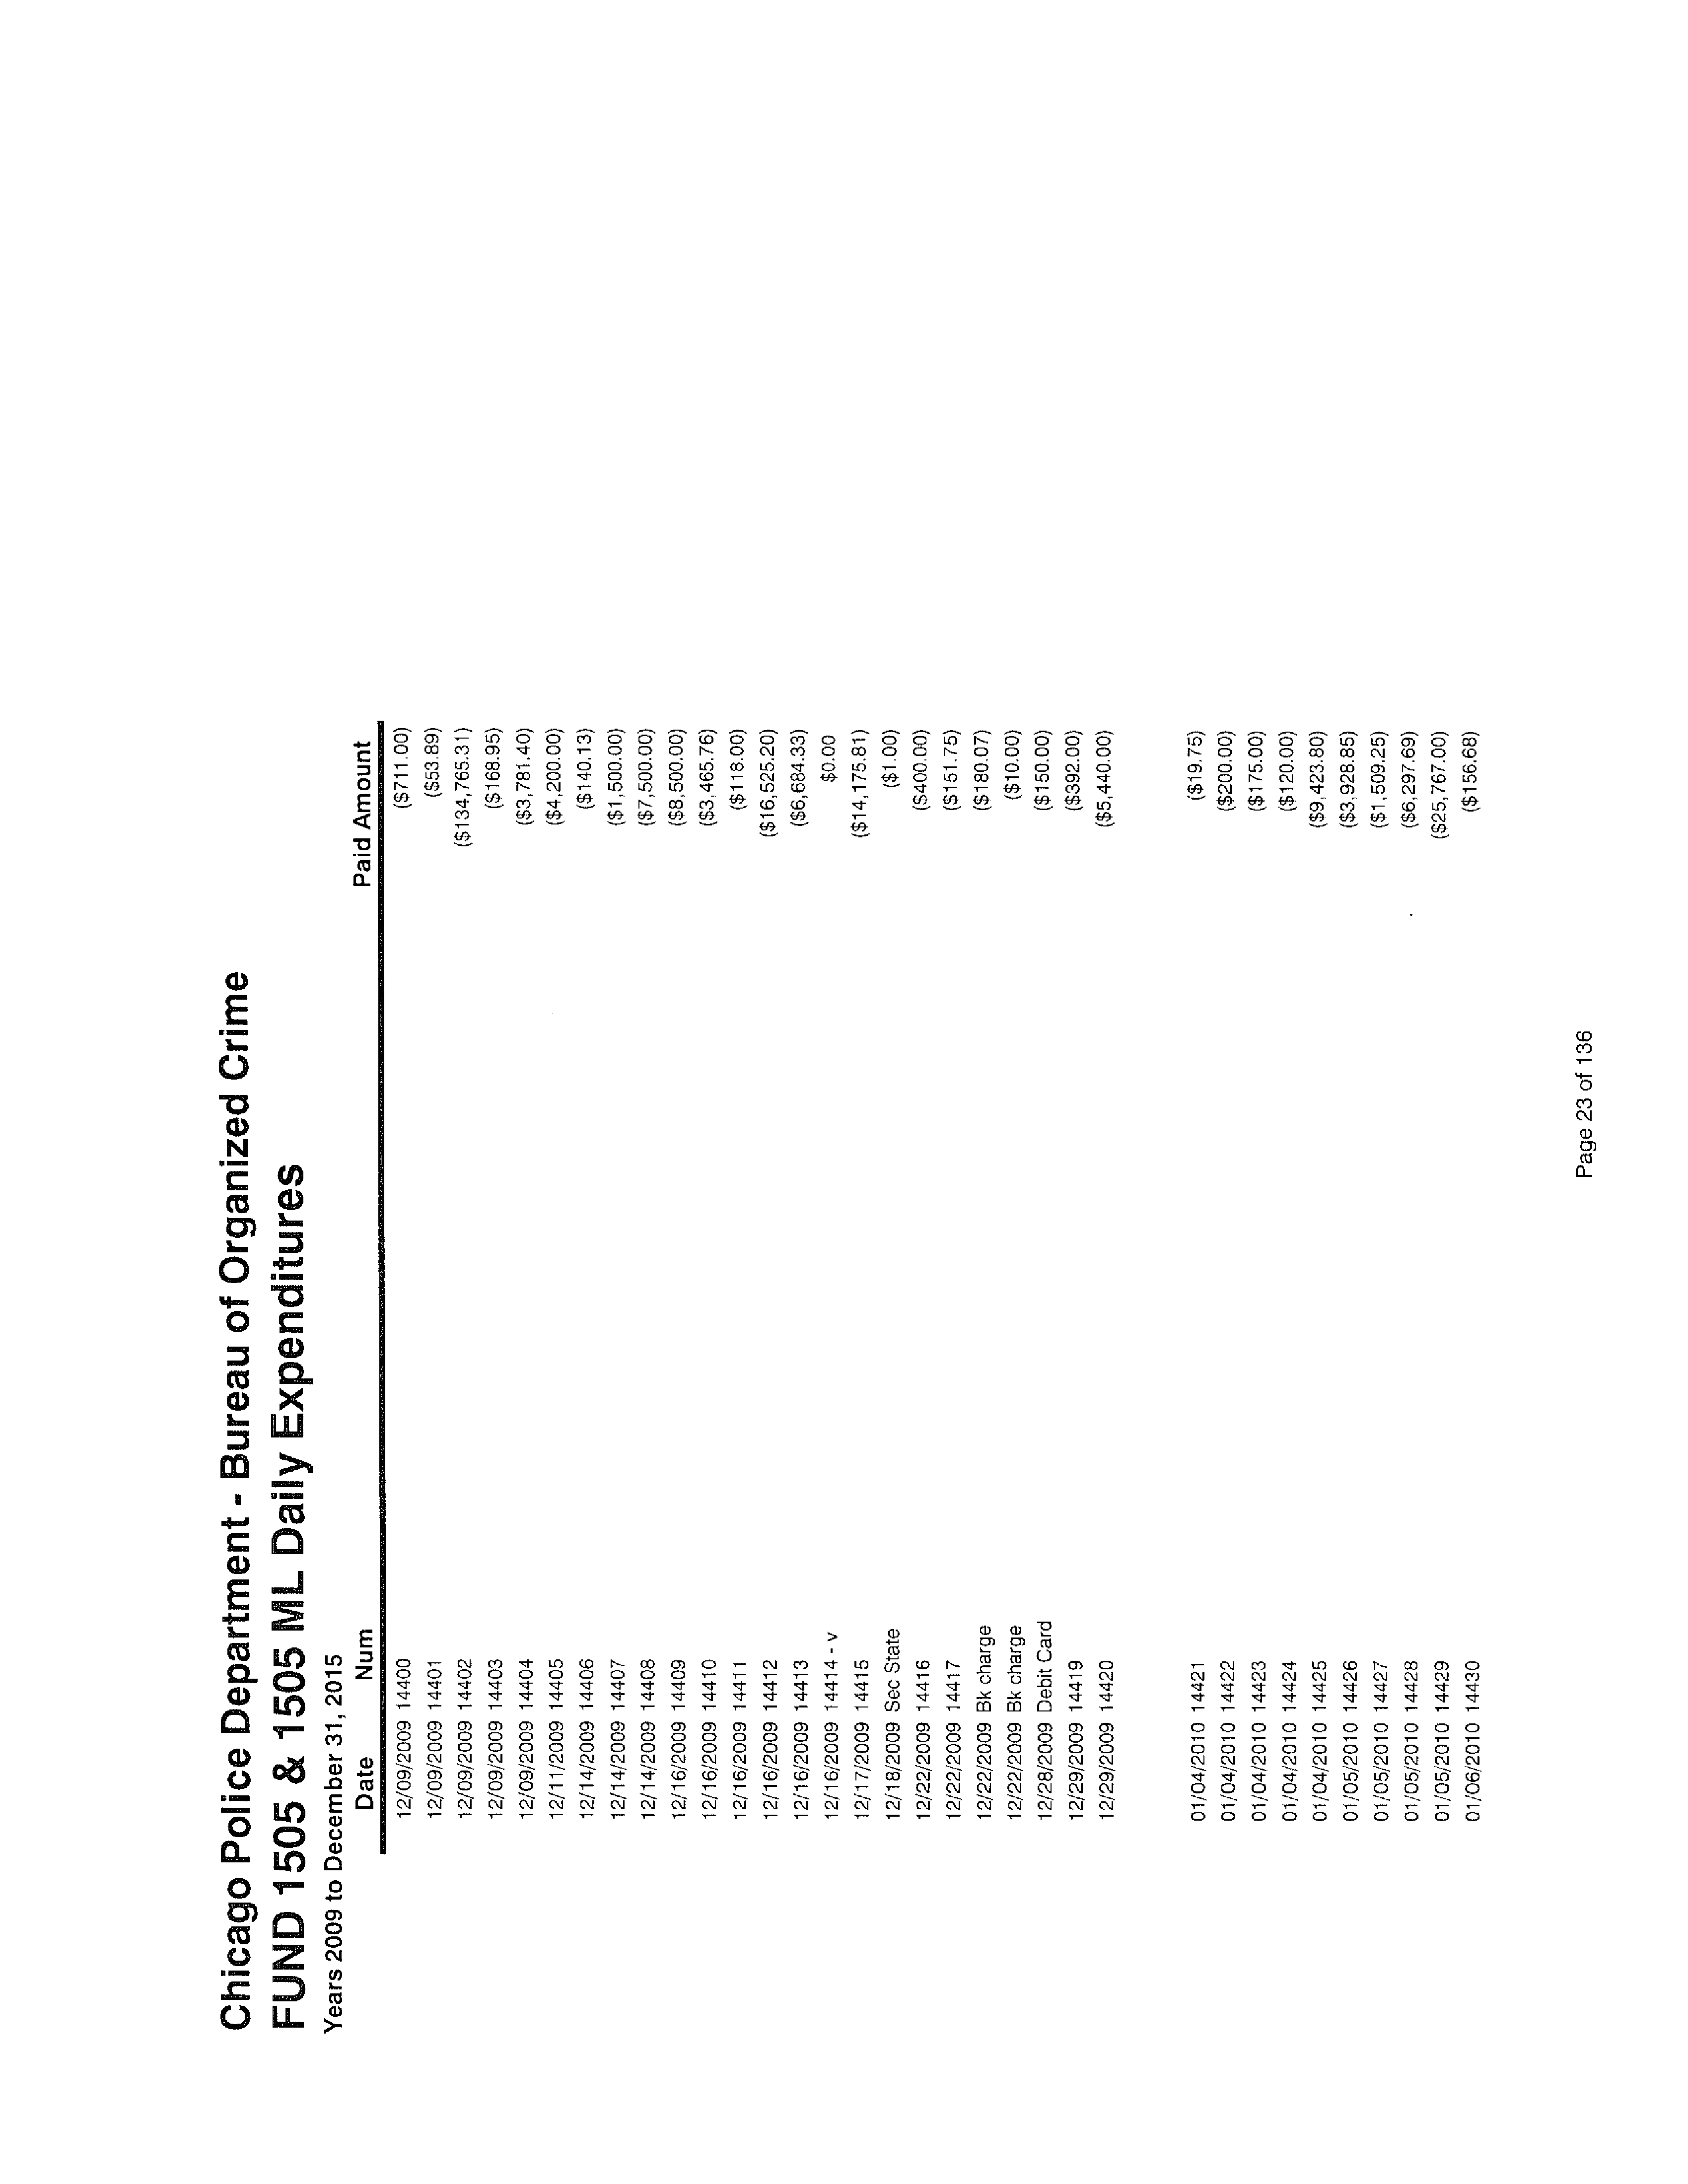 Chicago Police Department - Bureau of Organized Crime
FUND 1505 & 1505 ML Daily Expenditures
Years 2009 to December 31, 2015
Date Num Paid Amount
12/09/2009 14400 ($711.00)
12/09/2009 14401 ($53.89)
12/09/2009 14402 ($134,765.31)
12/09/2009 14403 ($168.95)
12/09/2009 14404 ($3,781.40)
12/11/2009 14405 ($4,200.00)
12/14/2009 14406 ($140.13)
12/14/2009 14407 ($1,500.00)
12/14/2009 14408 ($7,500.00)
12/16/2009 14409 ($8,500.00)
12/16/2009 14410 ($3,465.76)
12/16/2009 14411 ($118.00)
12/16/2009 14412 ($16,525.20)
12/16/2009 14413 ($6,684.33)
12/16/2009 14414 - v $0.00
12/17/2009 14415 ($14,175.81)
12/18/2009 Sec State ($1.00)
12/22/2009 14416 ($400.00)
12/22/2009 14417 ($151.75)
12/22/2009 Bk charge ($180.07)
12/22/2009 Bk charge ($10.00)
12/28/2009 Debit Card ($150.00)
12/29/2009 14419 ($392.00)
12/29/2009 14420 ($5,440.00)
01/04/2010 14421 ($19.75)
01/04/2010 14422 ($200.00)
01/04/2010 14423 ($175.00)
01/04/2010 14424 ($120.00)
01/04/2010 14425 ($9,423.80)
01/05/2010 14426 ($3,928.85)
01/05/2010 14427 ($1,509.25)
01/05/2010 14428 ($6,297.69)
01/05/2010 14429 ($25,767.00)
01/06/2010 14430 ($156.68)
Page 23 of 136